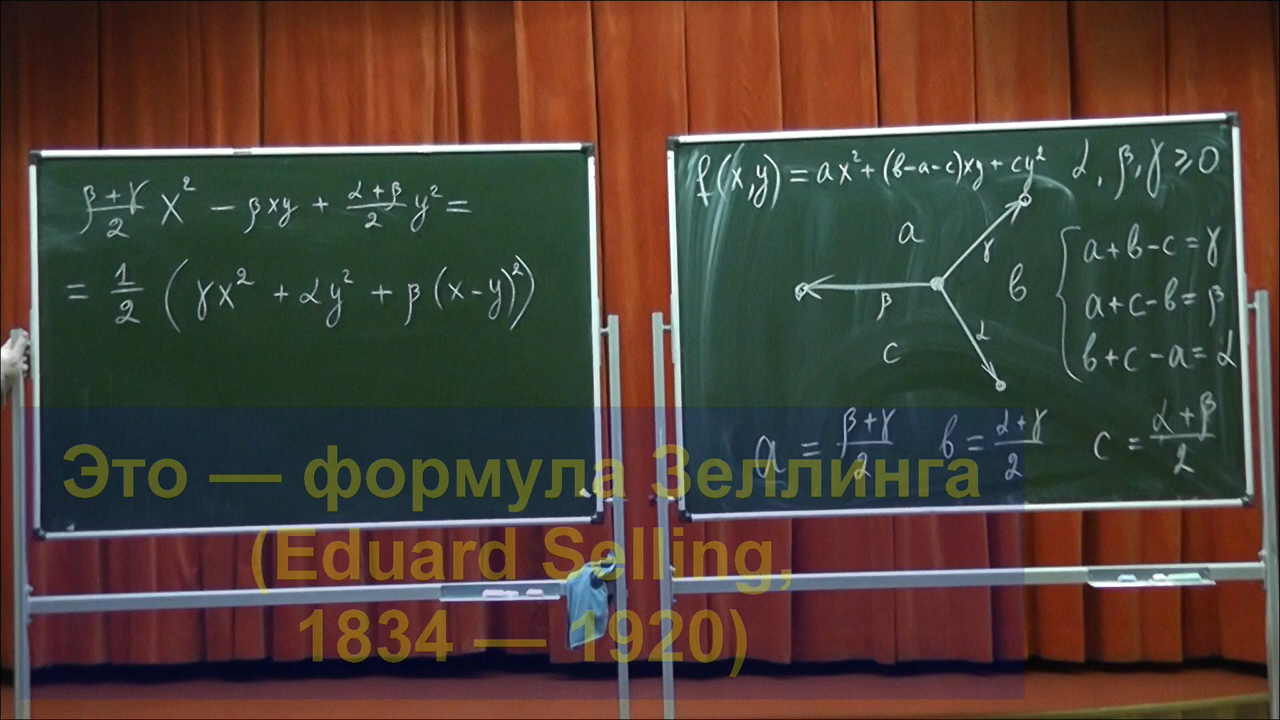 β+γ/2 x² − βxy + α+β/2 y² =
= 1/2 (γx² + αy² + β(x−y)²)
f(x,y) = ax² + (в−a−c)xy + cy² α, β, γ ⩾ 0
a
γ
в
β
α
c
a+в−c = γ
a+c−в = β
в+c−a = α
a = β+γ/2 в = α+γ/2 c = α+β/2
Это — формула Зеллинга
(Eduard Selling,
1834 — 1920)